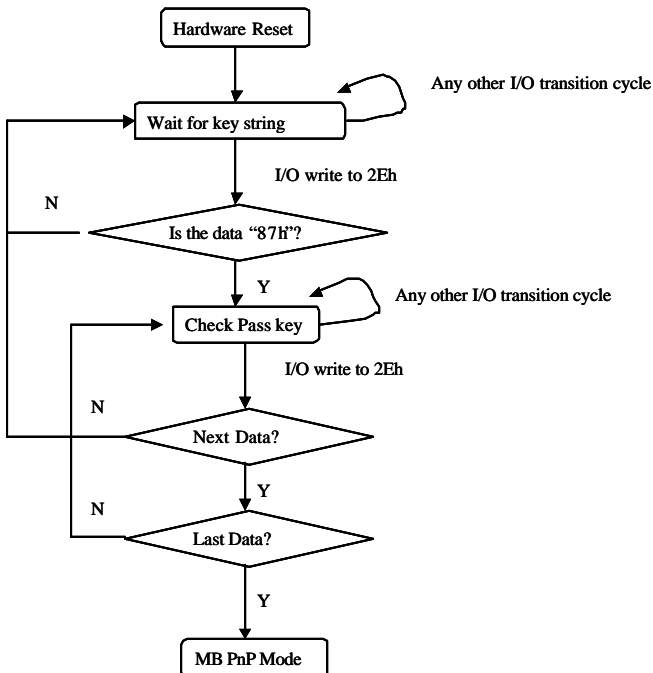 Hardware Reset
Any other I/O transition cycle
Wait for key string
I/O write to 2Eh
N
Is the data “87h”?
Y
Any other I/O transition cycle
Check Pass key
I/O write to 2Eh
N
Next Data?
Y
N
Last Data?
Y
MB PnP Mode